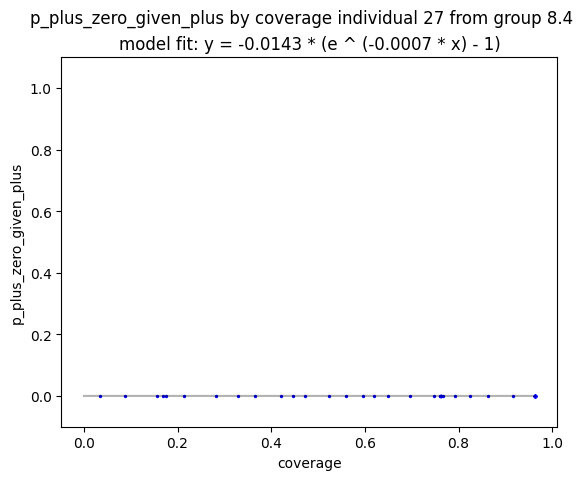 p_plus_zero_given_plus by coverage individual 27 from group 8.4
model fit: y = -0.0143 * (e ^ (-0.0007 * x) - 1)
1.0
0.8
0.6
0.4
0.2
0.0
p_plus_zero_given_plus
0.0 0.2 0.4 0.6 0.8 1.0
coverage